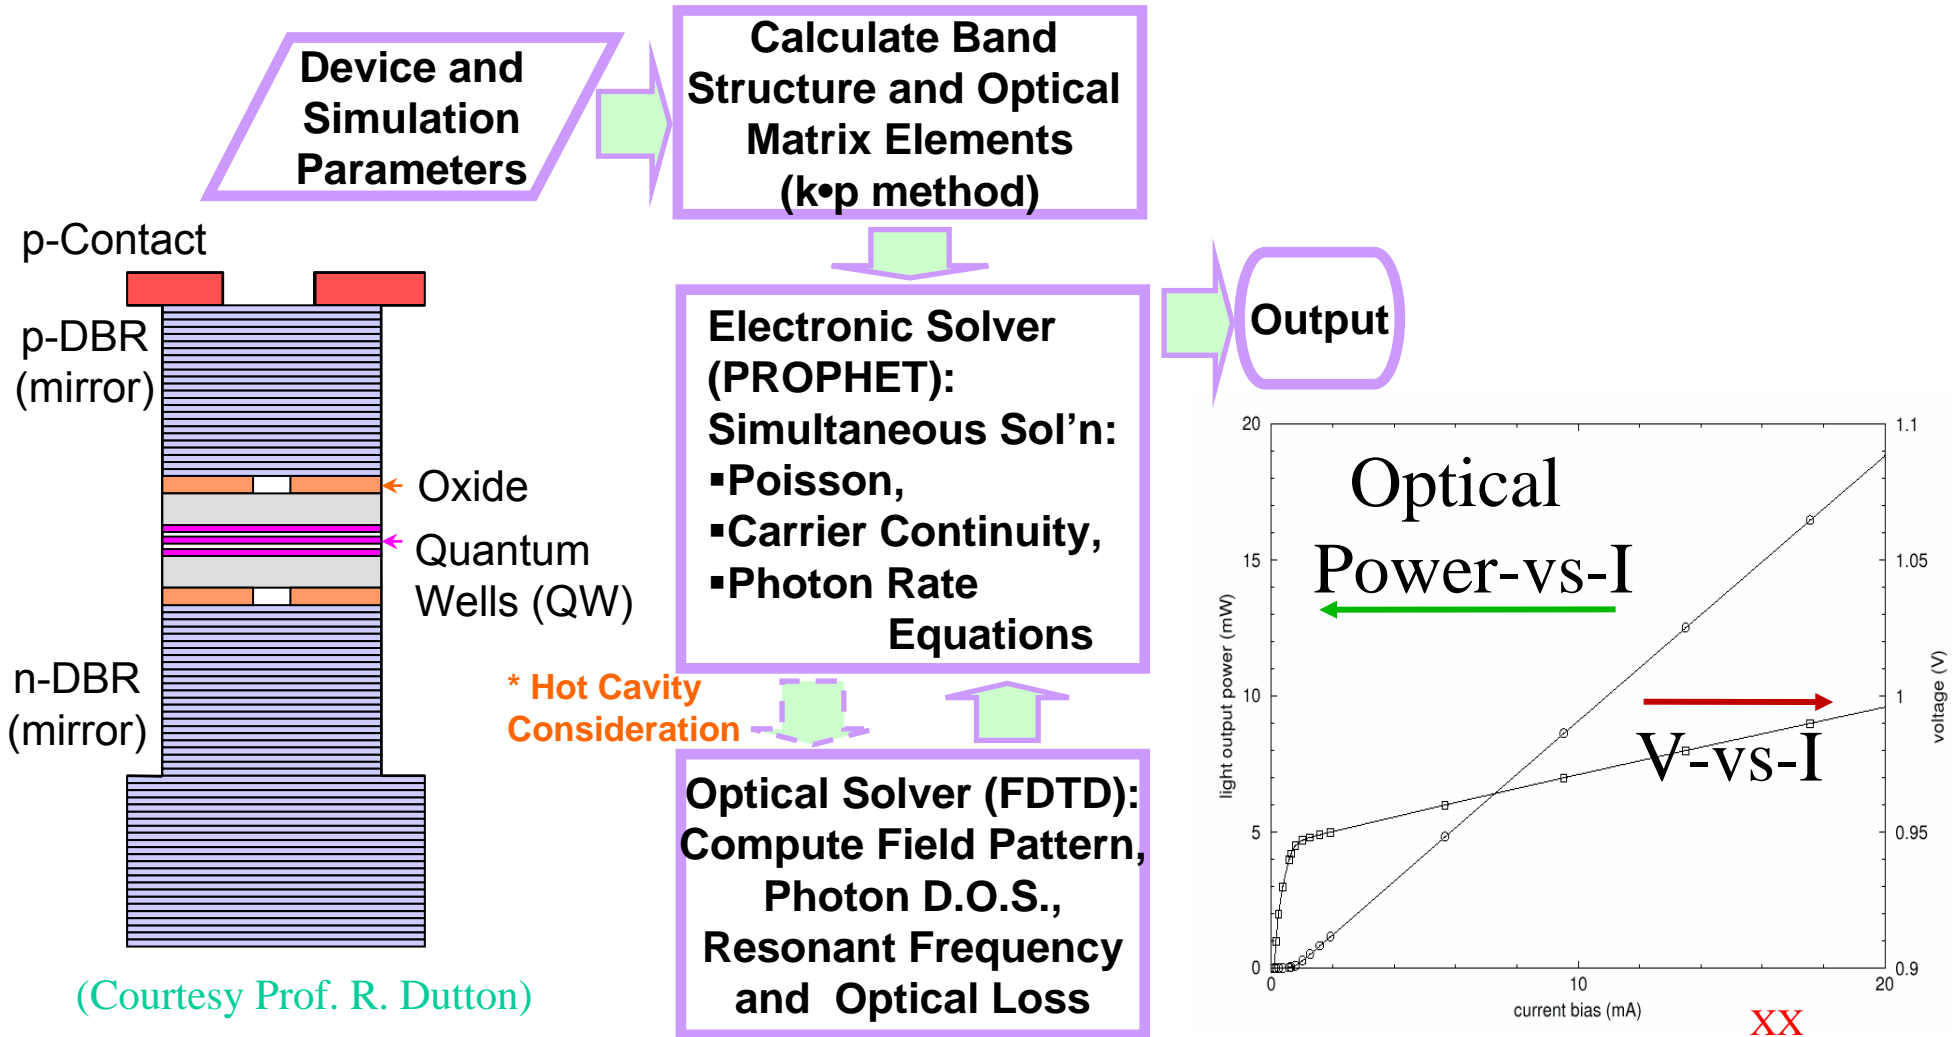 Device and
Simulation
Parameters
Calculate Band
Structure and Optical
Matrix Elements
(k•p method)
p-Contact
p-DBR
(mirror)
Oxide
Quantum
Wells (QW)
n-DBR
(mirror)
(Courtesy Prof. R. Dutton)
Electronic Solver
(PROPHET):
Simultaneous Sol’n:
▪Poisson,
▪Carrier Continuity,
▪Photon Rate
Equations
Output
* Hot Cavity
Consideration
Optical Solver (FDTD):
Compute Field Pattern,
Photon D.O.S.,
Resonant Frequency
and Optical Loss
Optical
Power-vs-I
V-vs-I
light output power (mW)
20
15
10
5
0
1.1
1.05
1
0.95
0.9
voltage (V)
0
10
20
current bias (mA)
XX